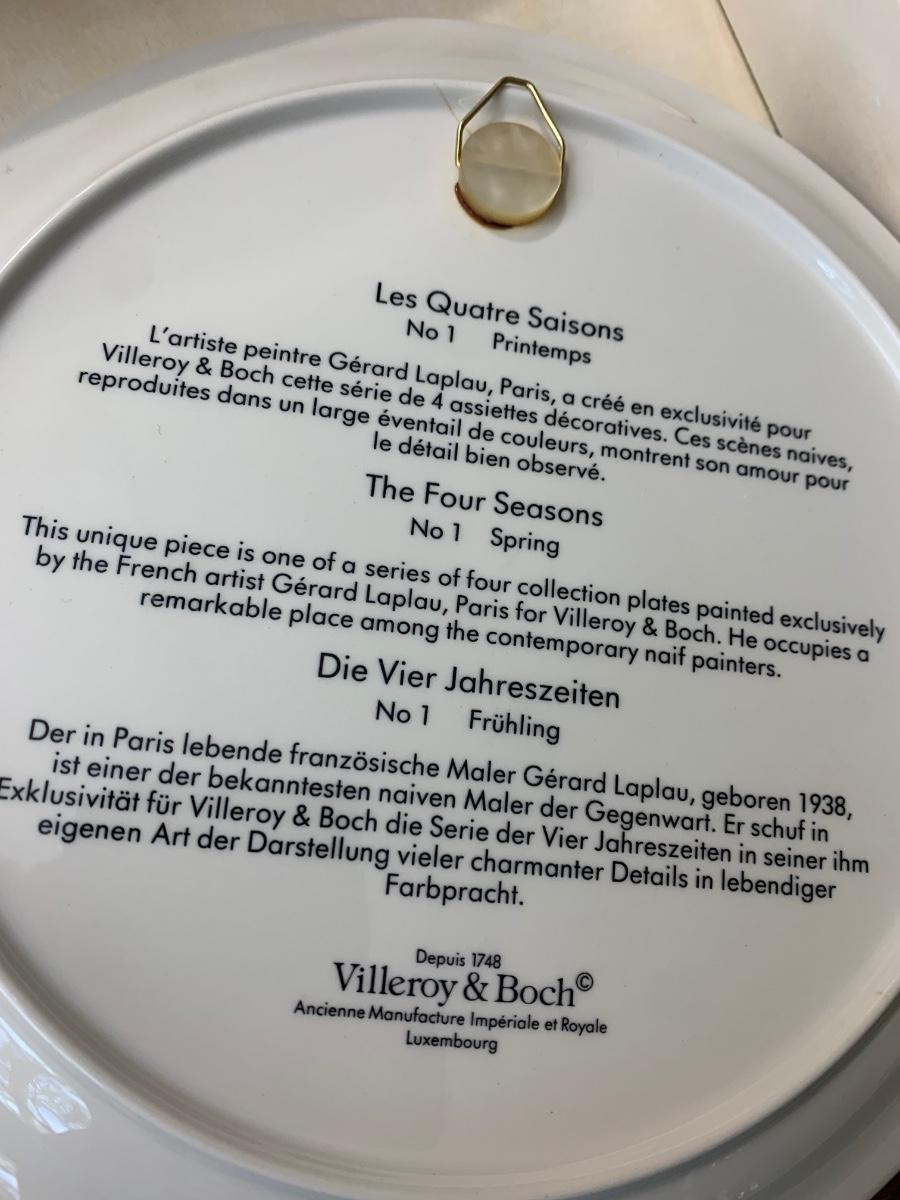 Les Quatre Saisons
No 1 Printemps
L'artiste peintre Gérard Laplau, Paris, a créé en exclusivité pour
Villeroy & Boch cette série de 4 assiettes décoratives. Ces scènes naives,
reproduites dans un large éventail de couleurs, montrent son amour pour
le détail bien observé.
The Four Seasons
No 1 Spring
This unique piece is one of a series of four collection plates painted exclusively
by the French artist Gérard Laplau, Paris for Villeroy & Boch. He occupies a
remarkable place among the contemporary naif painters.
Die Vier Jahreszeiten
No 1 Frühling
Der in Paris lebende französische Maler Gérard Laplau, geboren 1938,
ist einer der bekanntesten naiven Maler der Gegenwart. Er schuf in
Exklusivität für Villeroy & Boch die Serie der Vier Jahreszeiten in seiner ihm
eigenen Art der Darstellung vieler charmanter Details in lebendiger
Farbpracht.
Depuis 1748
Villeroy & Boch©
Ancienne Manufacture Impériale et Royale
Luxembourg